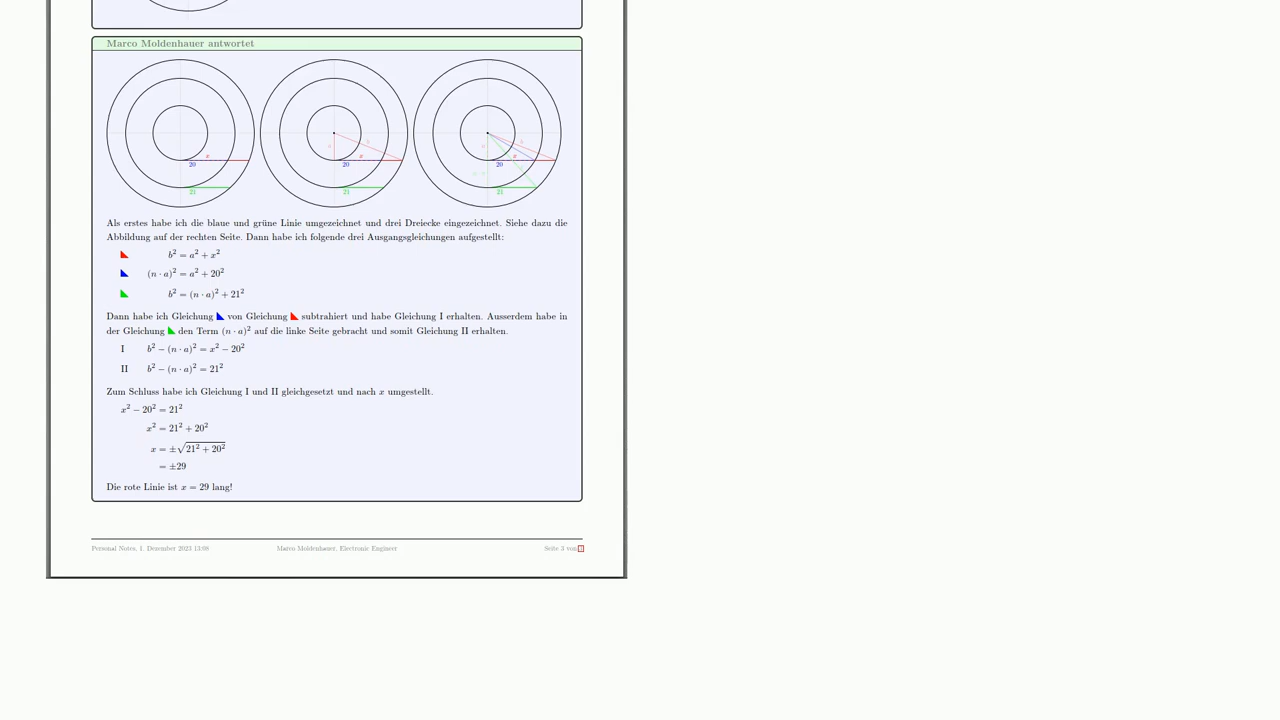 Marco Moldenhauer antwortet
x
20
21
a
b
x
20
21
a
b
x
20
21
Als erstes habe ich die blaue und grüne Linie umgezeichnet und drei Dreiecke eingezeichnet. Siehe dazu die
Abbildung auf der rechten Seite. Dann habe ich folgende drei Ausgangsgleichungen aufgestellt:
b² = a² + x²
(n · a)² = a² + 20²
b² = (n · a)² + 21²
Dann habe ich Gleichung von Gleichung subtrahiert und habe Gleichung I erhalten. Ausserdem habe in
der Gleichung den Term (n · a)² auf die linke Seite gebracht und somit Gleichung II erhalten.
I b² − (n · a)² = x² − 20²
II b² − (n · a)² = 21²
Zum Schluss habe ich Gleichung I und II gleichgesetzt und nach x umgestellt.
x² − 20² = 21²
x² = 21² + 20²
x = ±√21² + 20²
= ±29
Die rote Linie ist x = 29 lang!
Personal Notes, 1. Dezember 2023 13:08 Marco Moldenhauer, Electronic Engineer Seite 3 von 3